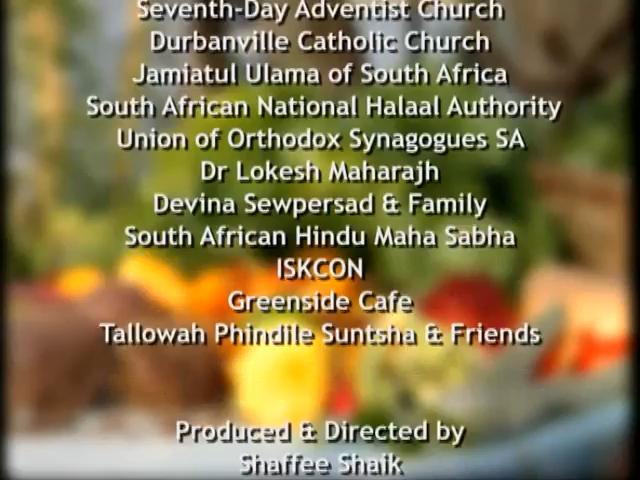 Seventh-Day Adventist Church
Durbanville Catholic Church
Jamiatul Ulama of South Africa
South African National Halaal Authority
Union of Orthodox Synagogues SA
Dr Lokesh Maharajh
Devina Sewpersad & Family
South African Hindu Maha Sabha
ISKCON
Greenside Cafe
Tallowah Phindile Suntsha & Friends
Produced & Directed by
Shaffee Shaik